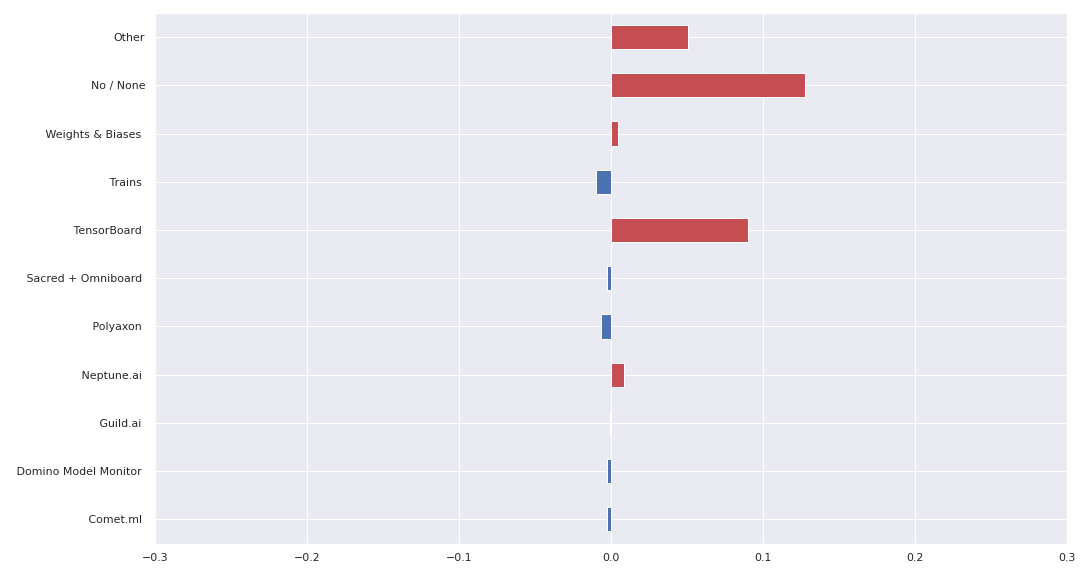 Other
No / None
Weights & Biases
Trains
TensorBoard
Sacred + Omniboard
Polyaxon
Neptune.ai
Guild.ai
Domino Model Monitor
Comet.ml
−0.3 −0.2 −0.1 0.0 0.1 0.2 0.3